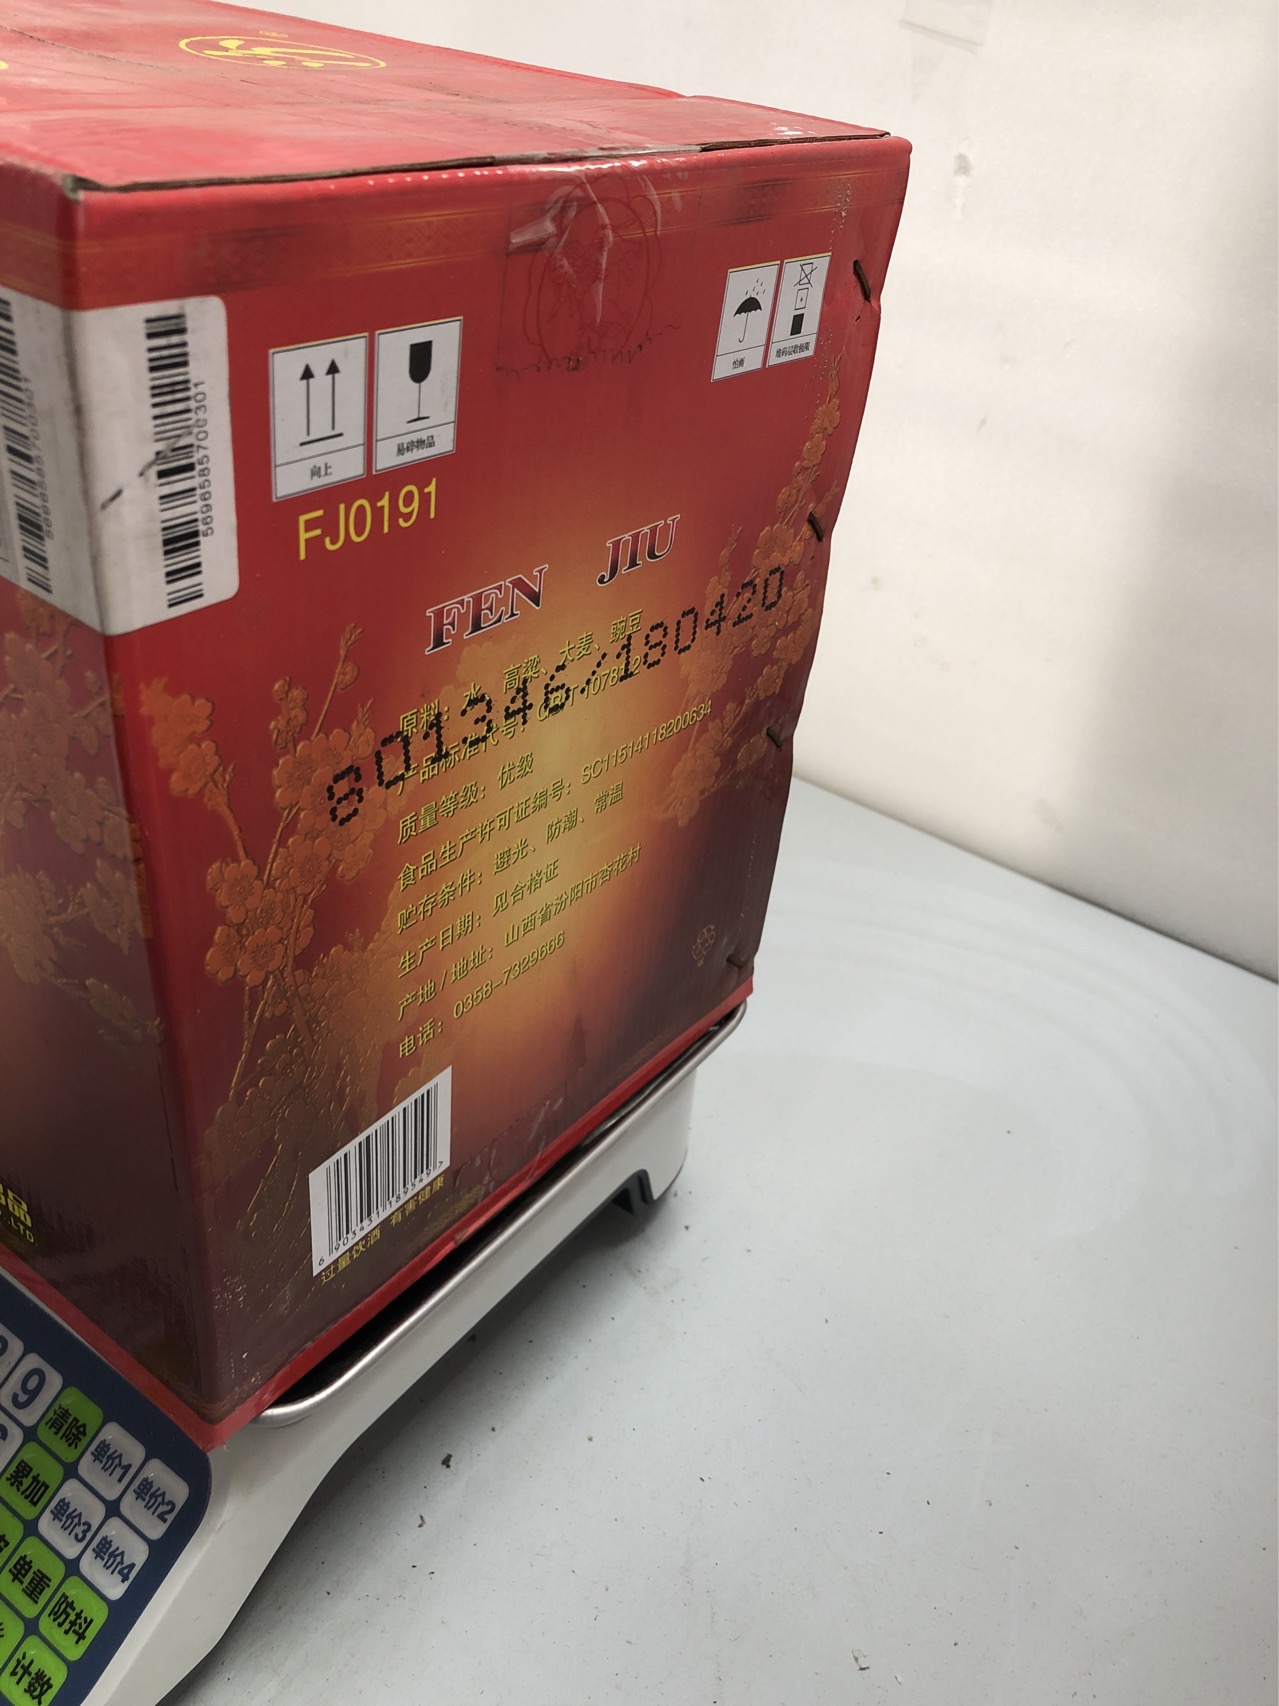 5696585700301
5696585700301
向上
易碎物品
怕雨
堆码层数极限
FJ0191
FEN JIU
原料：水、高粱、大麦、豌豆
801346/180420
产品标准代号：
质量等级：优级
食品生产许可证编号：SC11514118200634
贮存条件：避光、防潮、常温
生产日期：见合格证
产地/地址：山西省汾阳市杏花村
电话：0358-7329666
过量饮酒 有害健康
品
.LTD
9
清除
单价1
单价2
累加
单价3
单价4
单重
防抖
计数